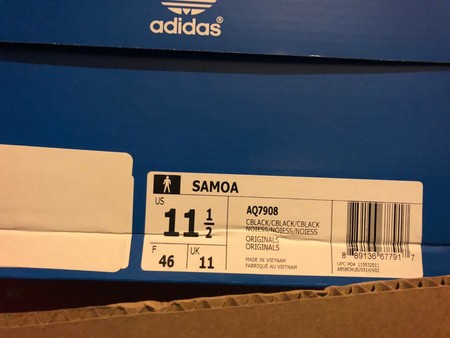 adidas®
SAMOA
US
11 1/2
F
46
UK
11
AQ7908
CBLACK/CBLACK/CBLACK
NOIESS/NOIESS/NOIESS
ORIGINALS
ORIGINALS
MADE IN VIETNAM
FABRIQUÉ AU VIETNAM
8 89136 67791 7